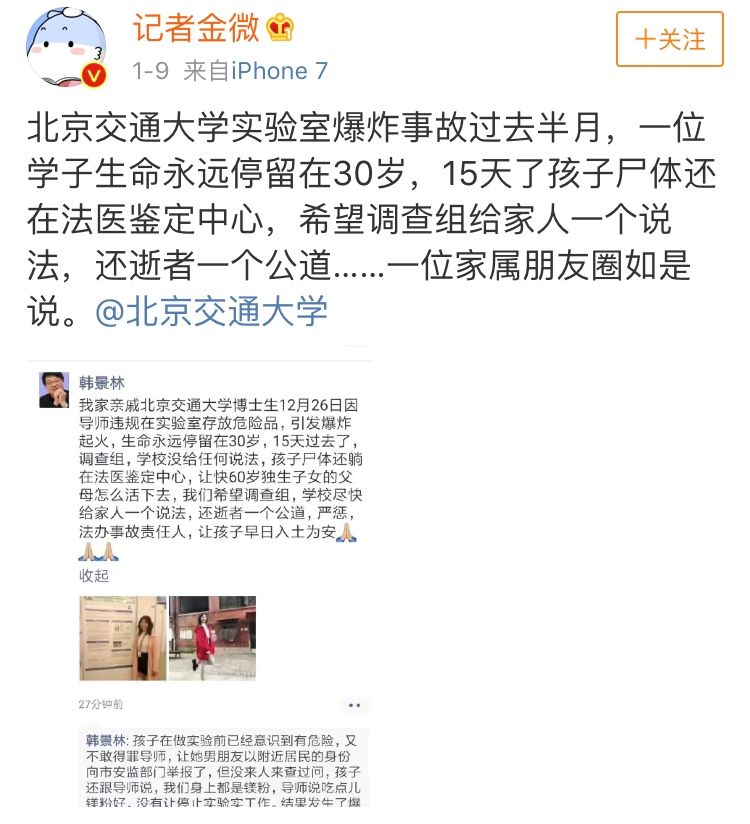 记者金微
十关注
1-9 来自iPhone 7
北京交通大学实验室爆炸事故过去半月，一位
学子生命永远停留在30岁，15天了孩子尸体还
在法医鉴定中心，希望调查组给家人一个说
法，还逝者一个公道……一位家属朋友圈如是
说。@北京交通大学
韩景林
我家亲戚北京交通大学博士生12月26日因
导师违规在实验室存放危险品，引发爆炸
起火，生命永远停留在30岁，15天过去了，
调查组，学校没给任何说法，孩子尸体还躺
在法医鉴定中心，让快60岁独生子女的父
母怎么活下去，我们希望调查组，学校尽快
给家人一个说法，还逝者一个公道，严惩，
法办事故责任人，让孩子早日入土为安🙏
🙏🙏
收起
27分钟前
韩景林: 孩子在做实验前已经意识到有危险，又
不敢得罪导师，让她男朋友以附近居民的身份
向市安监部门举报了，但没来人来查过问，孩子
还跟导师说，我们身上都是镁粉，导师说吃点儿
镁粉好，没有让停止实验实工作。结果发生了爆